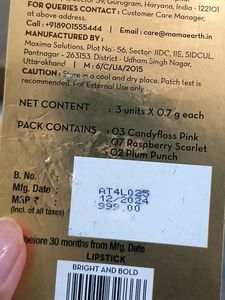 Sector 39, Gurugram, Haryana, India - 122101
FOR QUERIES CONTACT : Customer Care Manager,
at above address.
Call : +918901555444 | Email : care@mamaearth.in
MANUFACTURED BY :
Maxima Solutions, Plot No.- 56, Sector: IIDC, IIE, SIDCUL,
Pantnagar - 263153, District - Udham Singh Nagar,
Uttarakhand | M : 6/C/UA/2015
CAUTION : Store in a cool and dry place. Patch test is
recommended. For External Use only.
NET CONTENT : 3 units X 0.7 g each
PACK CONTAINS : 03 Candyfloss Pink
07 Raspberry Scarlet
02 Plum Punch
B. No. :
Mfg. Date : AT4L025
MRP ₹ : 12/2024
(Incl. of all taxes) 999.00
before 30 months from Mfg. Date
LIPSTICK
BRIGHT AND BOLD